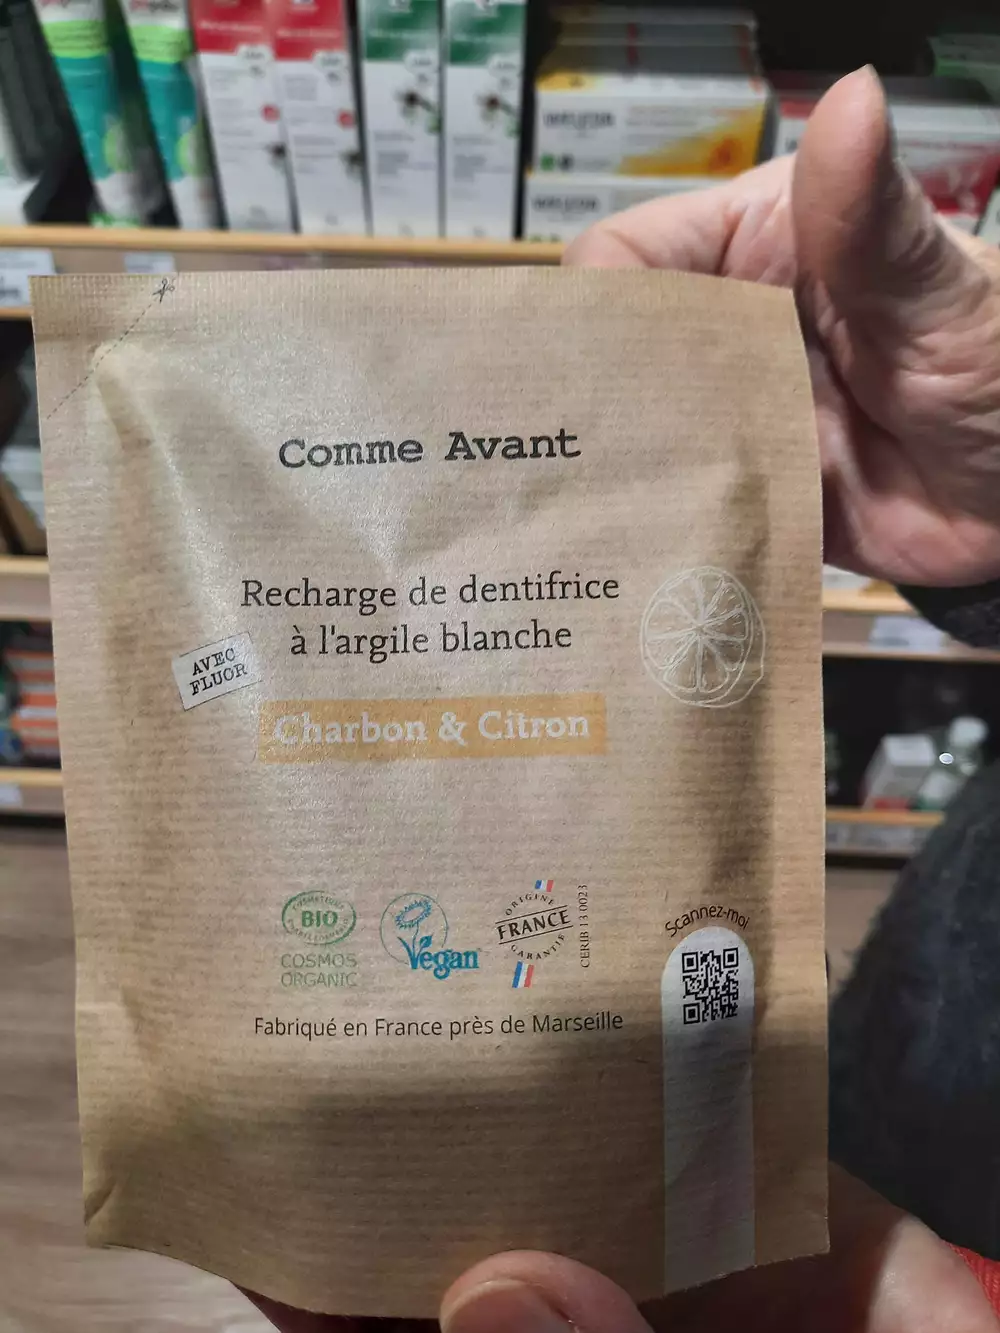 Comme Avant
Recharge de dentifrice
à l'argile blanche
AVEC
FLUOR
Charbon & Citron
BIO
COSMOS
ORGANIC
Vegan
ORIGINE
FRANCE
GARANTIE
CERIB 13 0023
Scannez-moi
Fabriqué en France près de Marseille